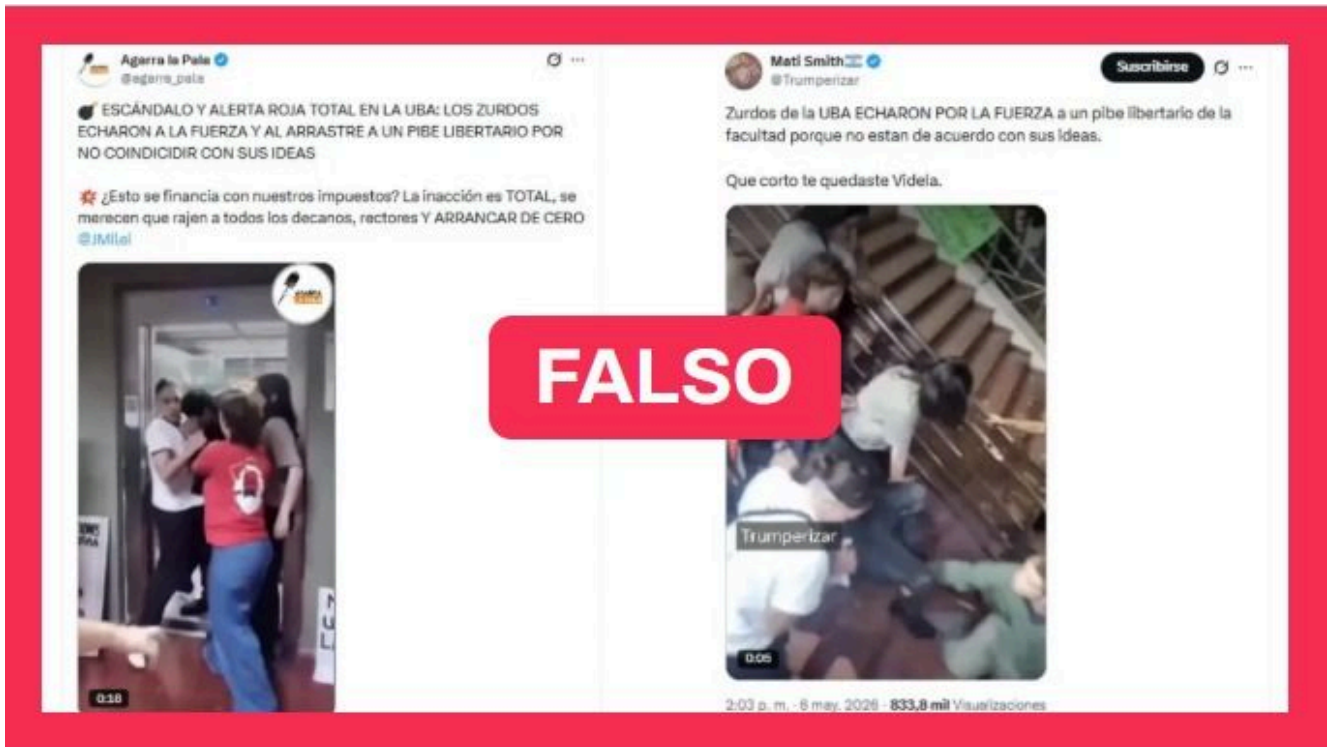 Agarra la Pala
@agarra_pala
💣 ESCÁNDALO Y ALERTA ROJA TOTAL EN LA UBA: LOS ZURDOS
ECHARON A LA FUERZA Y AL ARRASTRE A UN PIBE LIBERTARIO POR
NO COINDICIDIR CON SUS IDEAS
💥 ¿Esto se financia con nuestros impuestos? La inacción es TOTAL, se
merecen que rajen a todos los decanos, rectores Y ARRANCAR DE CERO
@JMilei
0:18
FALSO
Mati Smith
@Trumperizar
Suscribirse
Zurdos de la UBA ECHARON POR LA FUERZA a un pibe libertario de la
facultad porque no estan de acuerdo con sus ideas.
Que corto te quedaste Videla.
Trumperizar
0:05
2:03 p. m. · 6 may. 2026 · 833,8 mil Visualizaciones